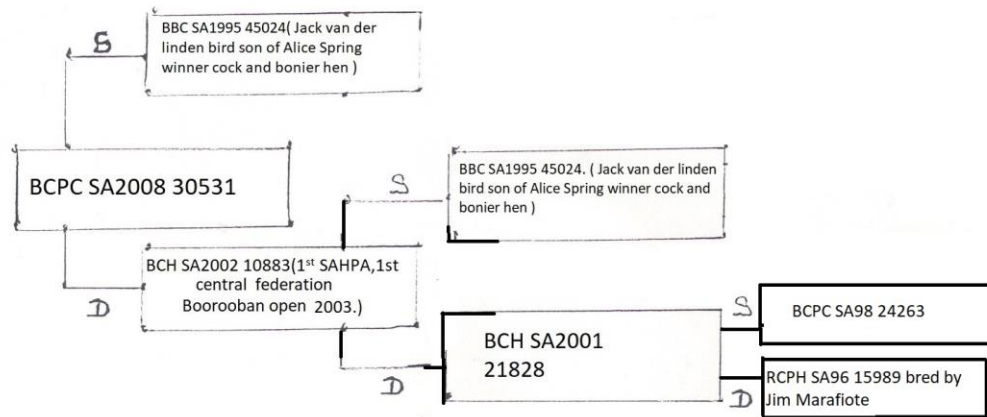 S
BBC SA1995 45024( Jack van der
linden bird son of Alice Spring
winner cock and bonier hen )
BCPC SA2008 30531
S
BBC SA1995 45024. ( Jack van der linden
bird son of Alice Spring winner cock and
bonier hen )
D
BCH SA2002 10883(1st SAHPA,1st
central federation
Boorooban open 2003.)
D
BCH SA2001
21828
S
BCPC SA98 24263
D
RCPH SA96 15989 bred by
Jim Marafiote